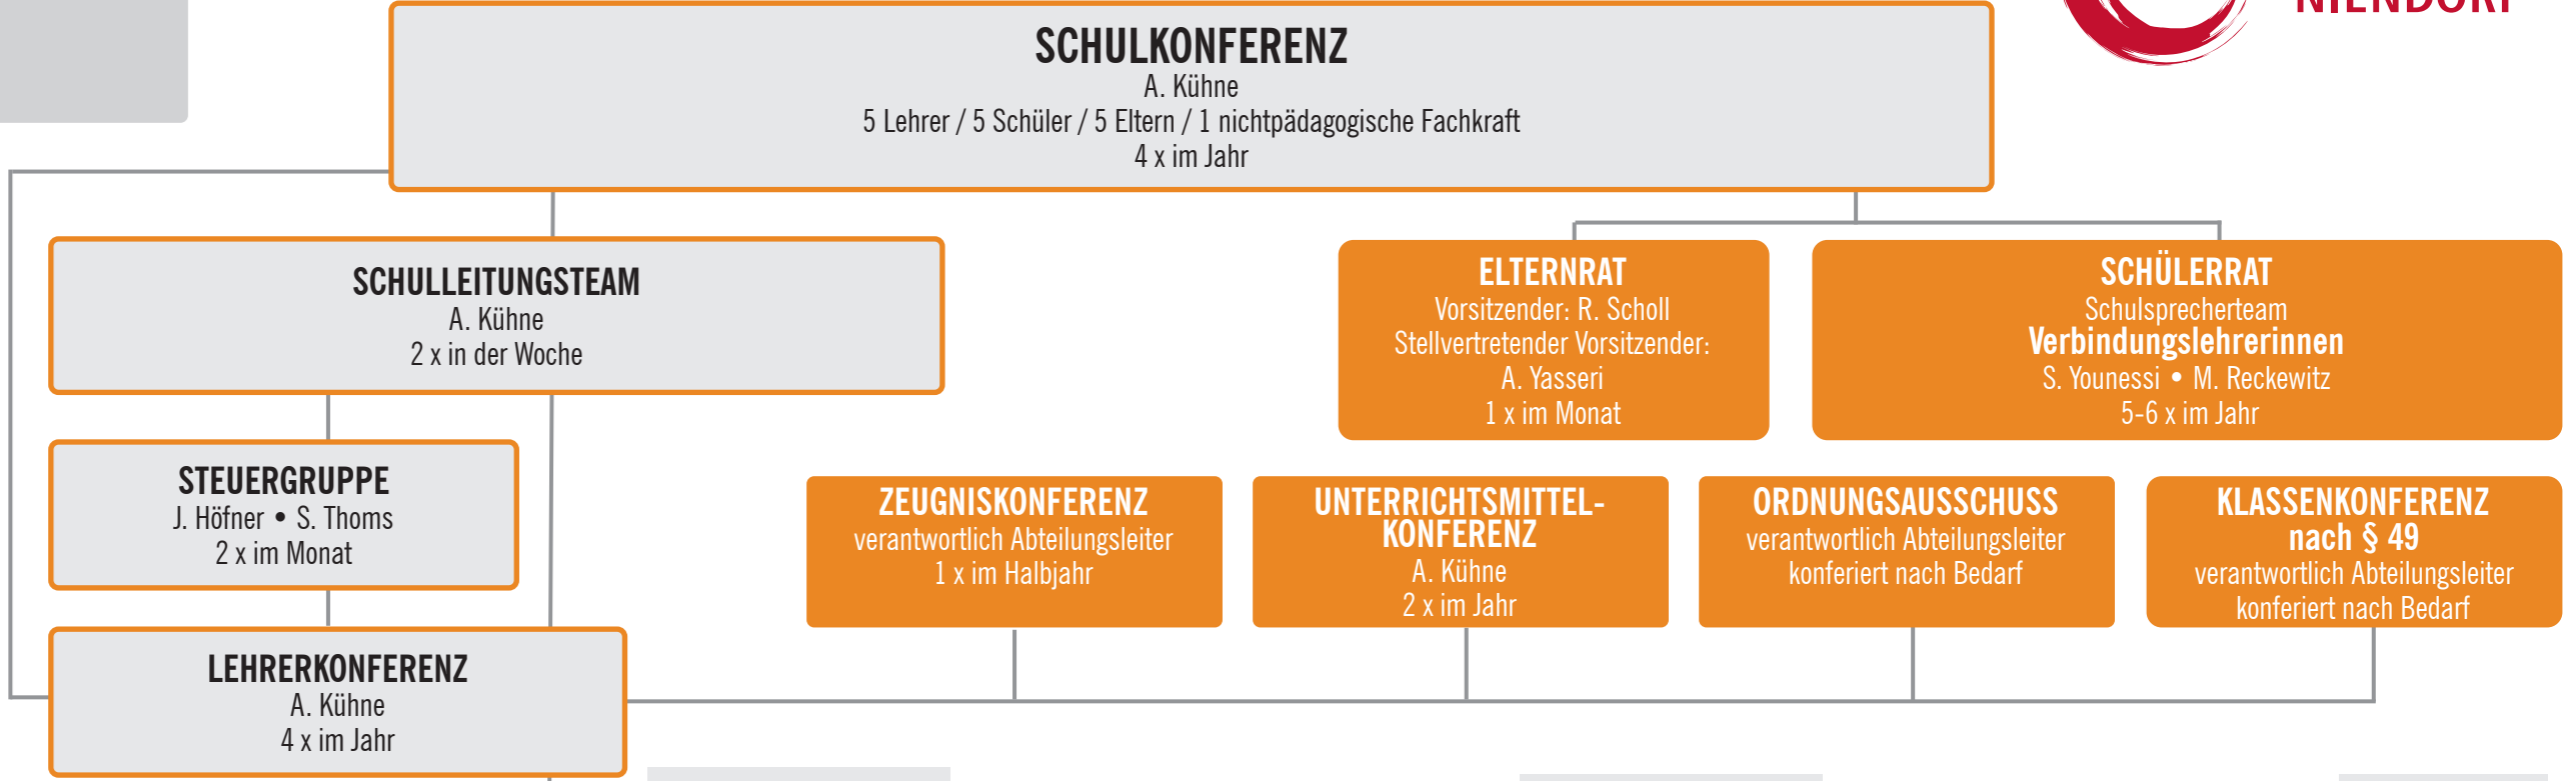 NIENDORF
SCHULKONFERENZ
A. Kühne
5 Lehrer / 5 Schüler / 5 Eltern / 1 nichtpädagogische Fachkraft
4 x im Jahr
SCHULLEITUNGSTEAM
A. Kühne
2 x in der Woche
ELTERNRAT
Vorsitzender: R. Scholl
Stellvertretender Vorsitzender:
A. Yasseri
1 x im Monat
SCHÜLERRAT
Schulsprecherteam
Verbindungslehrerinnen
S. Younessi • M. Reckewitz
5-6 x im Jahr
STEUERGRUPPE
J. Höfner • S. Thoms
2 x im Monat
ZEUGNISKONFERENZ
verantwortlich Abteilungsleiter
1 x im Halbjahr
UNTERRICHTSMITTEL-
KONFERENZ
A. Kühne
2 x im Jahr
ORDNUNGSAUSSCHUSS
verantwortlich Abteilungsleiter
konferiert nach Bedarf
KLASSENKONFERENZ
nach § 49
verantwortlich Abteilungsleiter
konferiert nach Bedarf
LEHRERKONFERENZ
A. Kühne
4 x im Jahr